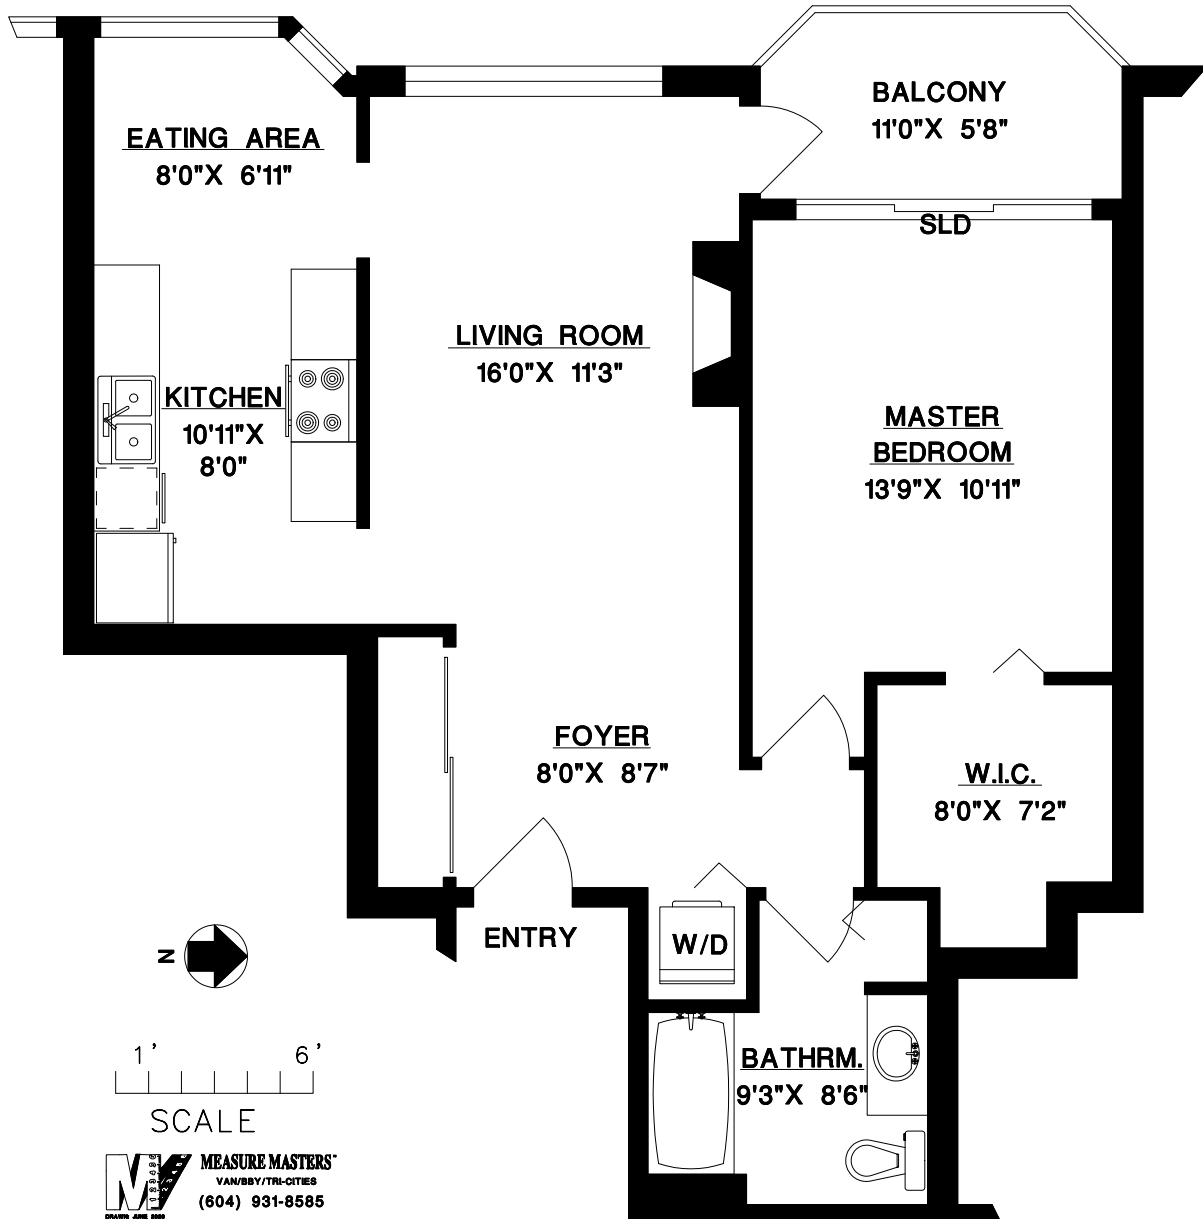 BALCONY
11'0"X 5'8"
EATING AREA
8'0"X 6'11"
SLD
LIVING ROOM
16'0"X 11'3"
KITCHEN
10'11"X
8'0"
MASTER
BEDROOM
13'9"X 10'11"
FOYER
8'0"X 8'7"
W.I.C.
8'0"X 7'2"
ENTRY
W/D
N
BATHRM.
9'3"X 8'6"
1' 6'
SCALE
MEASURE MASTERS
VAN/BBY/TRI-CITIES
(604) 931-8585